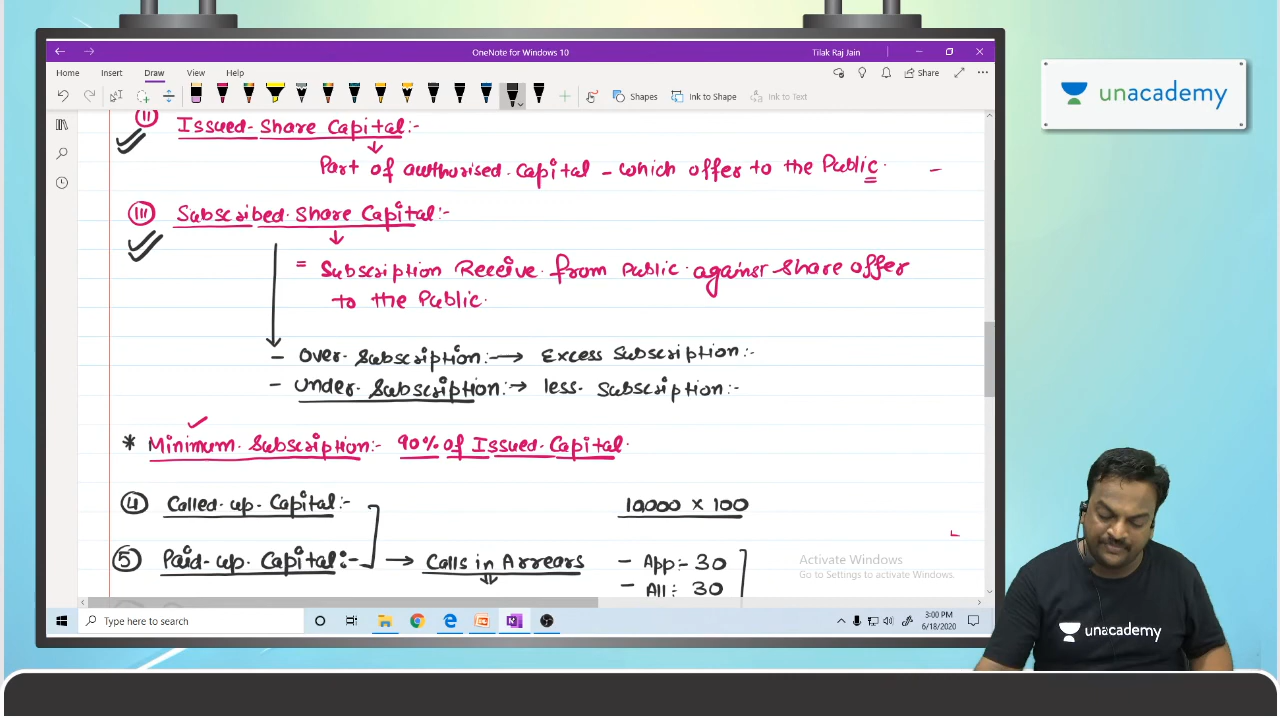 OneNote for Windows 10
Tilak Raj Jain
Home Insert Draw View Help
Share
Shapes
Ink to Shape
Ink to Text
unacademy
(II) Issued Share Capital:-
Part of authorised Capital - which offer to the Public.
(III) Subscribed Share Capital:-
= Subscription Receive from Public against Share offer
to the Public.
- Over Subscription:- → Excess Subscription:-
- Under Subscription:- → less Subscription:-
* Minimum Subscription:- 90% of Issued Capital.
(4) Called up Capital:-
10,000 × 100
(5) Paid-up Capital:- → Calls in Arrears
- App:- 30
- All:- 30
Activate Windows
Go to Settings to activate Windows.
Type here to search
3:00 PM
6/18/2020
unacademy